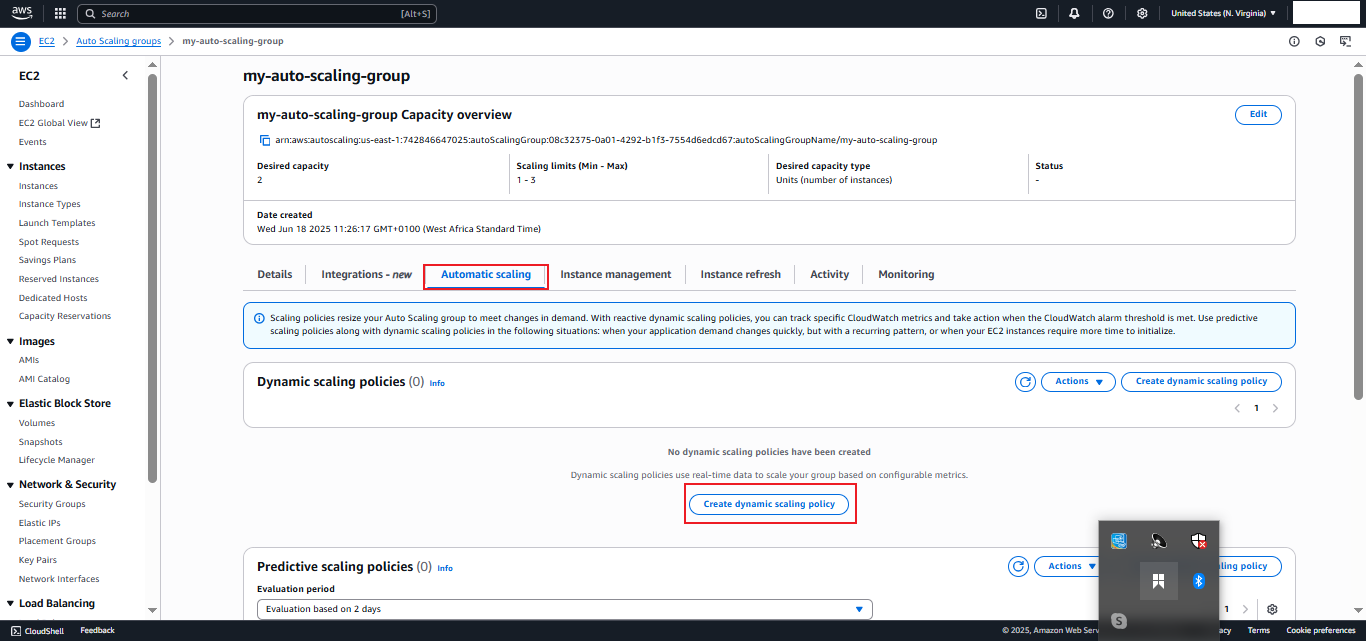 aws
Search [Alt+S]
United States (N. Virginia)
EC2 > Auto Scaling groups > my-auto-scaling-group
EC2
Dashboard
EC2 Global View
Events
Instances
Instances
Instance Types
Launch Templates
Spot Requests
Savings Plans
Reserved Instances
Dedicated Hosts
Capacity Reservations
Images
AMIs
AMI Catalog
Elastic Block Store
Volumes
Snapshots
Lifecycle Manager
Network & Security
Security Groups
Elastic IPs
Placement Groups
Key Pairs
Network Interfaces
Load Balancing
my-auto-scaling-group
my-auto-scaling-group Capacity overview
Edit
arn:aws:autoscaling:us-east-1:742846647025:autoScalingGroup:08c32375-0a01-4292-b1f3-7554d6edcd67:autoScalingGroupName/my-auto-scaling-group
Desired capacity
2
Scaling limits (Min - Max)
1 - 3
Desired capacity type
Units (number of instances)
Status
-
Date created
Wed Jun 18 2025 11:26:17 GMT+0100 (West Africa Standard Time)
Details Integrations - new Automatic scaling Instance management Instance refresh Activity Monitoring
Scaling policies resize your Auto Scaling group to meet changes in demand. With reactive dynamic scaling policies, you can track specific CloudWatch metrics and take action when the CloudWatch alarm threshold is met. Use predictive
scaling policies along with dynamic scaling policies in the following situations: when your application demand changes quickly, but with a recurring pattern, or when your EC2 instances require more time to initialize.
Dynamic scaling policies (0) Info
Actions Create dynamic scaling policy
1
No dynamic scaling policies have been created
Dynamic scaling policies use real-time data to scale your group based on configurable metrics.
Create dynamic scaling policy
Predictive scaling policies (0) Info
Actions policy
Evaluation period
Evaluation based on 2 days
1
S
CloudShell Feedback
© 2025, Amazon Web Terms Cookie preferences